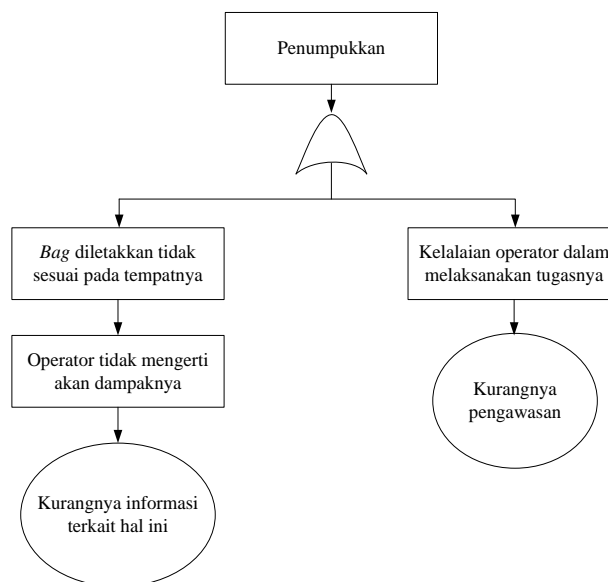 Penumpukkan
Bag diletakkan tidak
sesuai pada tempatnya
Kelalaian operator dalam
melaksanakan tugasnya
Operator tidak mengerti
akan dampaknya
Kurangnya
pengawasan
Kurangnya informasi
terkait hal ini